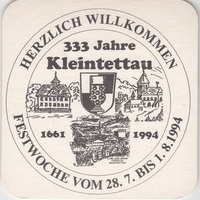 HERZLICH WILLKOMMEN
333 Jahre
Kleintettau
1661 1994
FESTWOCHE VOM 28.7. BIS 1.8.1994